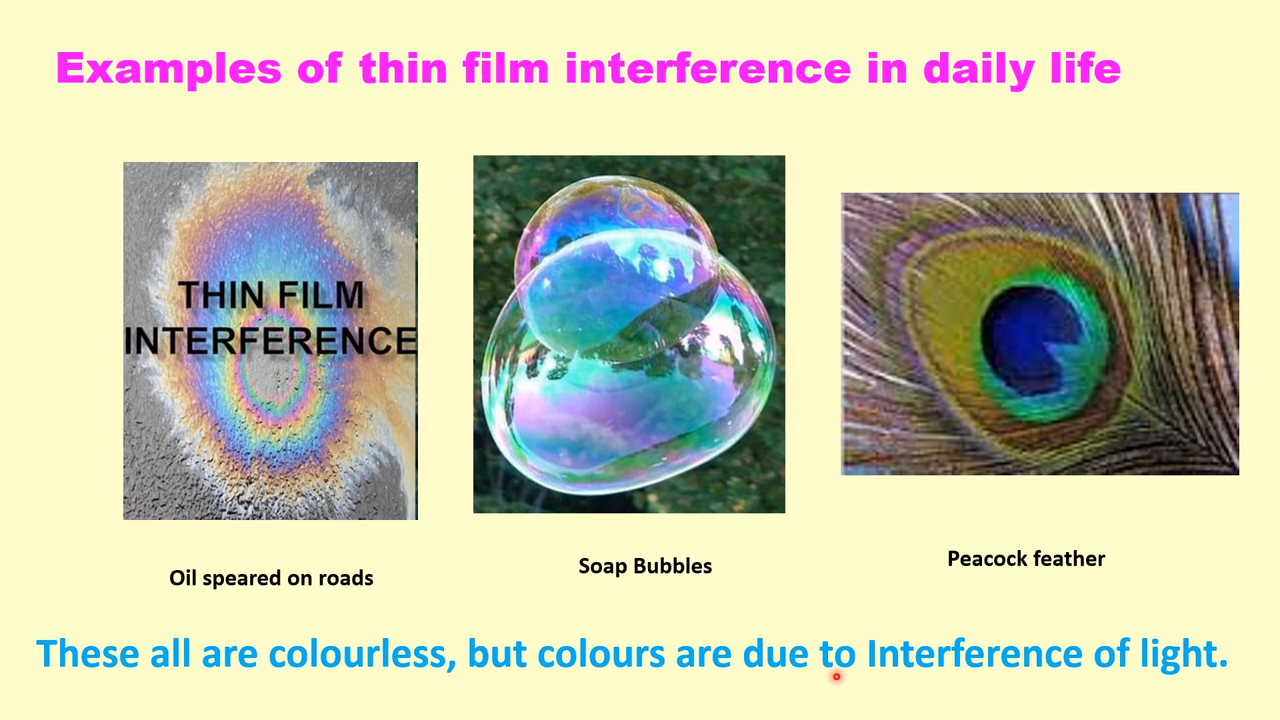 Examples of thin film interference in daily life
THIN FILM
INTERFERENCE
Oil speared on roads
Soap Bubbles
Peacock feather
These all are colourless, but colours are due to Interference of light.